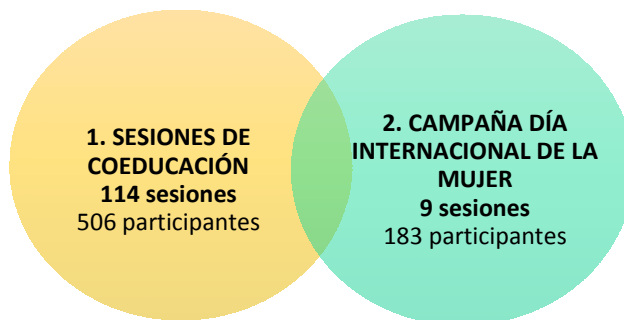 1. SESIONES DE
COEDUCACIÓN
114 sesiones
506 participantes
2. CAMPAÑA DÍA
INTERNACIONAL DE LA
MUJER
9 sesiones
183 participantes